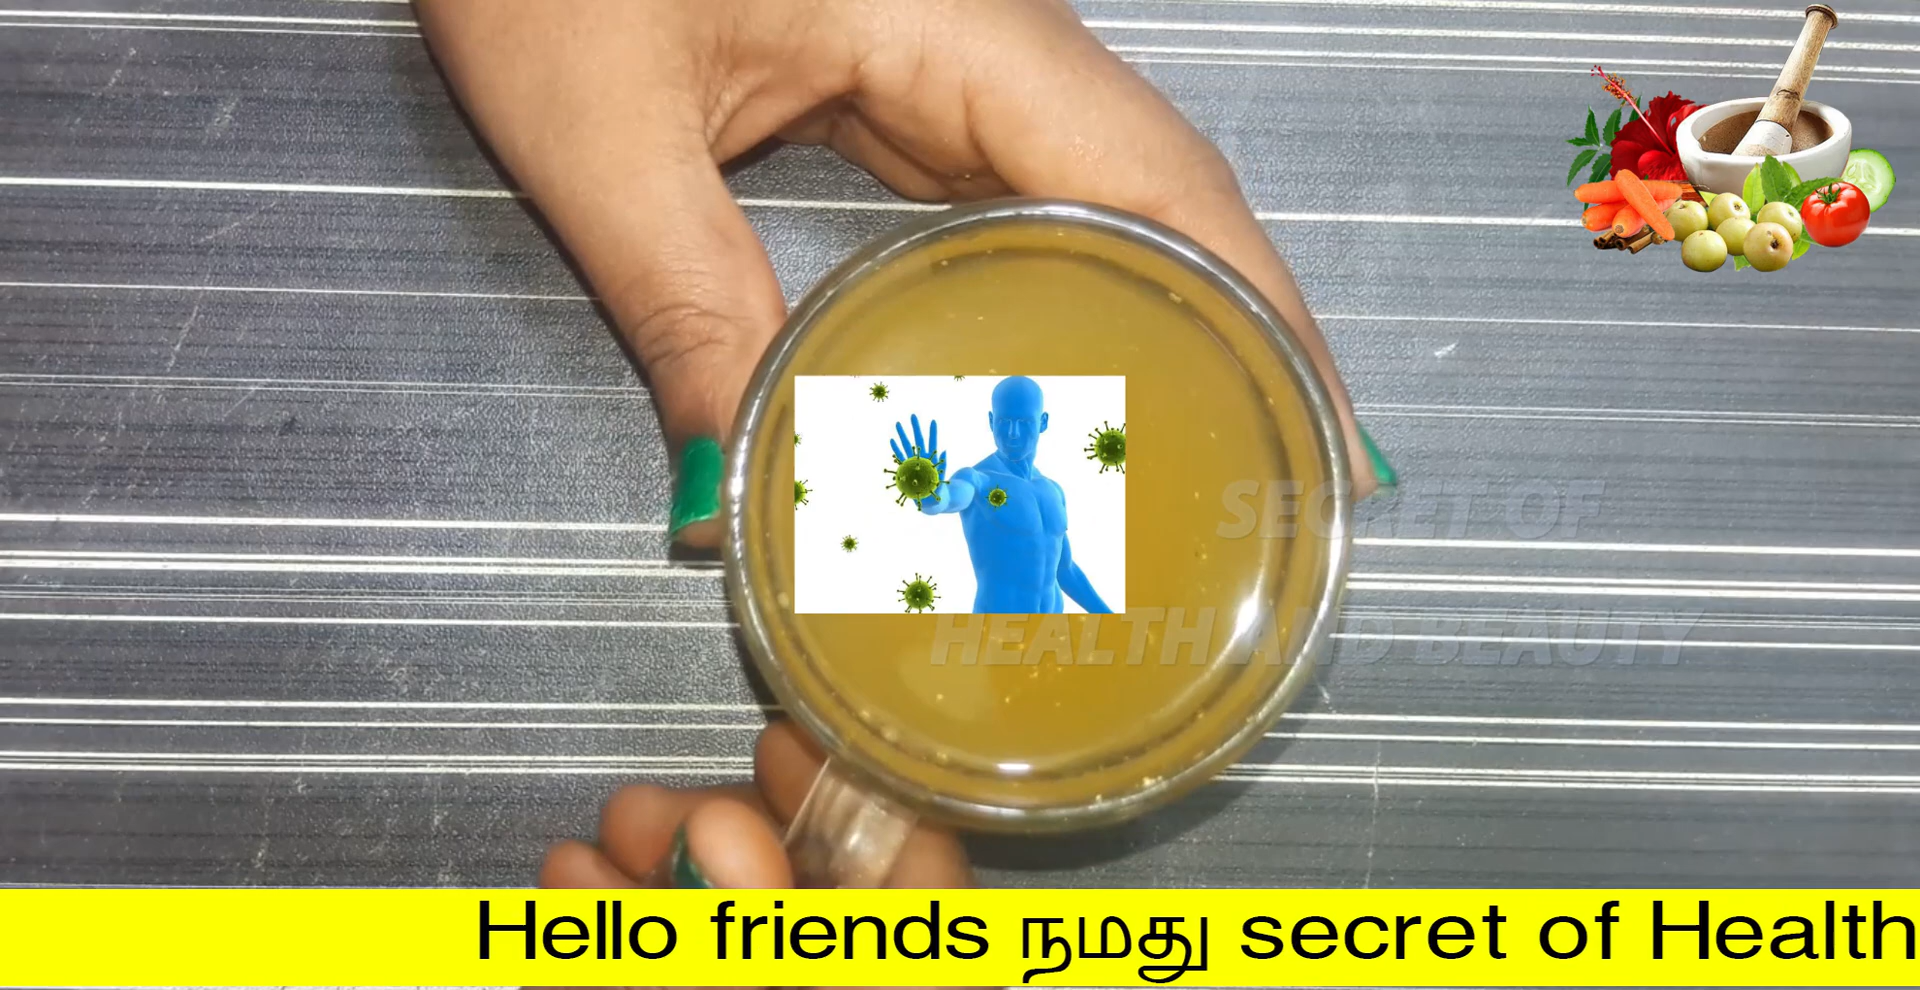 SECRET OF
HEALTH AND BEAUTY
Hello friends நமது secret of Health